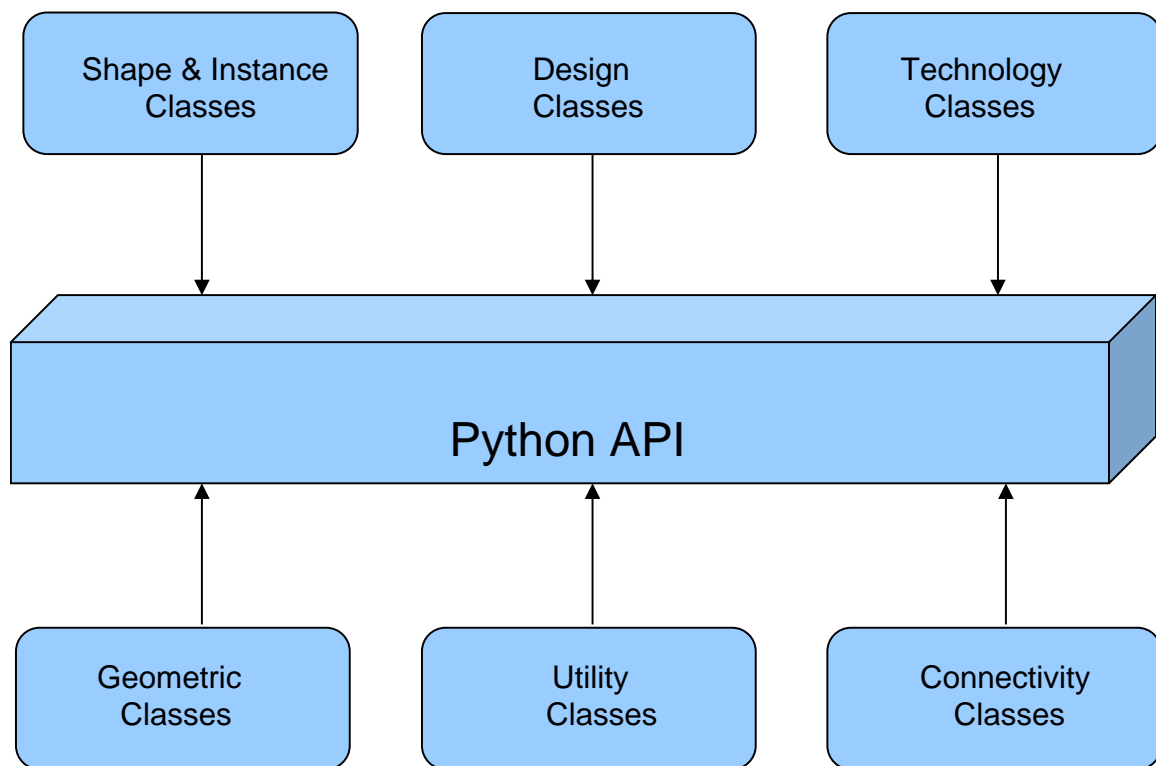 Shape & Instance
Classes
Design
Classes
Technology
Classes
Python API
Geometric
Classes
Utility
Classes
Connectivity
Classes